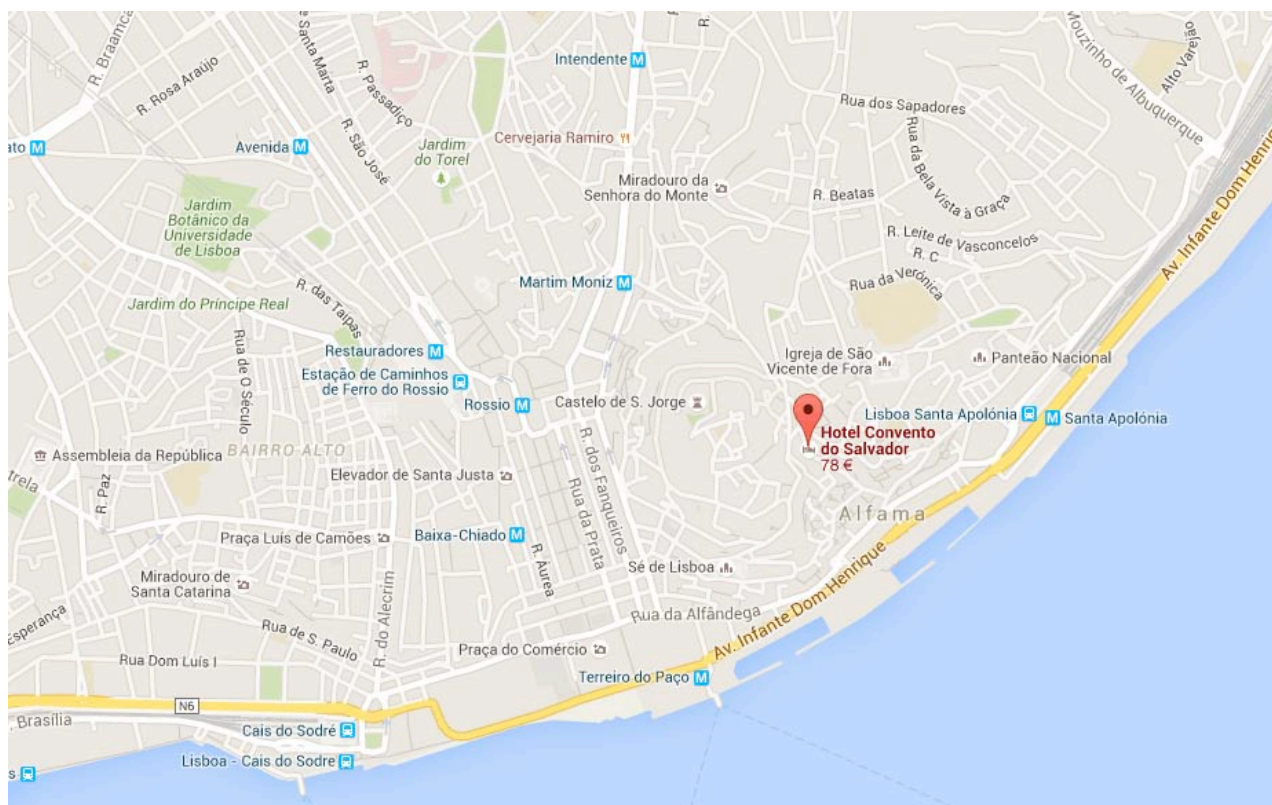 R. Braamca
R. Rosa Araújo
Santa Marta
R. Passadiço
Intendente
Mouzinho de Albuquerque
Alto Varejão
Rua dos Sapadores
Rua da Bela Vista à Graça
ato
Avenida
R. São José
Jardim
do Torel
Cervejaria Ramiro
Miradouro da
Senhora do Monte
R. Beatas
Jardim
Botânico da
Universidade
de Lisboa
R. Leite de Vasconcelos
R. C
Av. Infante Dom Henrique
Martim Moniz
Rua da Verónica
Jardim do Príncipe Real
R. das Taipas
Rua de O Século
Restauradores
Estação de Caminhos
de Ferro do Rossio
Igreja de São
Vicente de Fora
Panteão Nacional
Rossio
Castelo de S. Jorge
Lisboa Santa Apolónia
Santa Apolónia
Hotel Convento
do Salvador
78 €
R. dos Fanqueiros
Assembleia da República
BAIRRO ALTO
Elevador de Santa Justa
Rua da Prata
trela
R. Paz
Alfama
Praça Luís de Camões
Baixa-Chiado
R. Áurea
Sé de Lisboa
Av. Infante Dom Henrique
Miradouro de
Santa Catarina
R. do Alecrim
Rua da Alfândega
Esperança
Rua de S. Paulo
Praça do Comércio
Rua Dom Luís I
Terreiro do Paço
N6
. Brasília
Cais do Sodré
Lisboa - Cais do Sodre
s